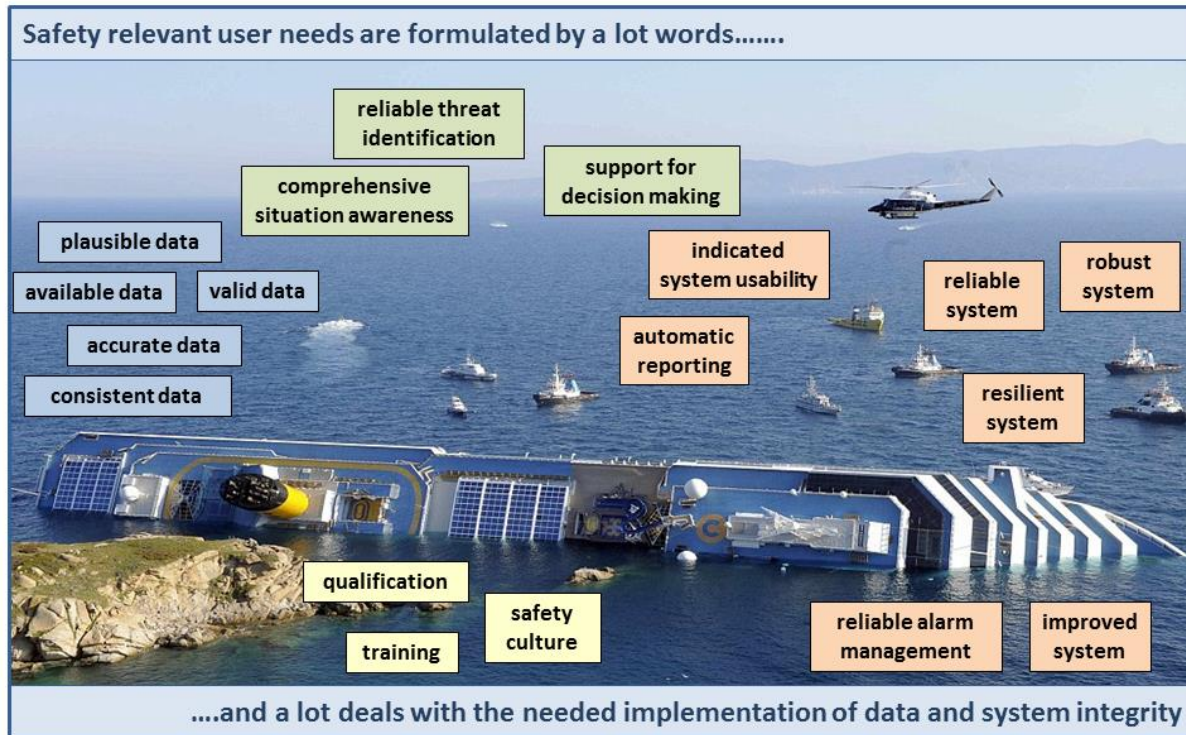 Safety relevant user needs are formulated by a lot words.......
reliable threat
identification
comprehensive
situation awareness
support for
decision making
plausible data
available data
valid data
accurate data
consistent data
indicated
system usability
automatic
reporting
reliable
system
robust
system
resilient
system
qualification
training
safety
culture
reliable alarm
management
improved
system
....and a lot deals with the needed implementation of data and system integrity